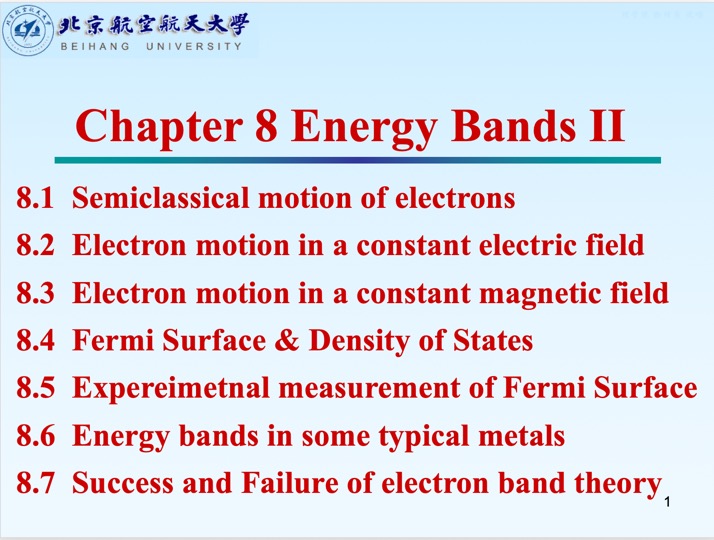 北京航空航天大学
BEIHANG UNIVERSITY
Chapter 8 Energy Bands II
8.1 Semiclassical motion of electrons
8.2 Electron motion in a constant electric field
8.3 Electron motion in a constant magnetic field
8.4 Fermi Surface & Density of States
8.5 Expereimetnal measurement of Fermi Surface
8.6 Energy bands in some typical metals
8.7 Success and Failure of electron band theory
1